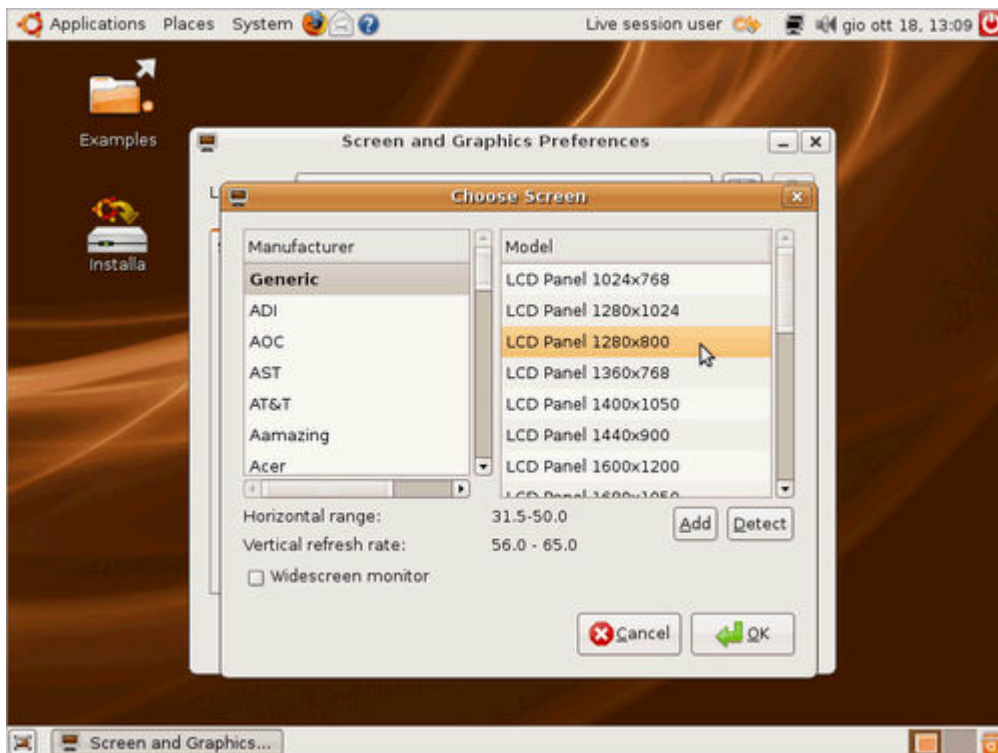 Applications Places System Live session user gio ott 18, 13:09
Examples
Installa
Screen and Graphics Preferences
Choose Screen
Manufacturer
Generic
ADI
AOC
AST
AT&T
Aamazing
Acer
Model
LCD Panel 1024x768
LCD Panel 1280x1024
LCD Panel 1280x800
LCD Panel 1360x768
LCD Panel 1400x1050
LCD Panel 1440x900
LCD Panel 1600x1200
LCD Panel 1680x1050
Horizontal range: 31.5-50.0
Add Detect
Vertical refresh rate: 56.0 - 65.0
Widescreen monitor
Cancel OK
Screen and Graphics...